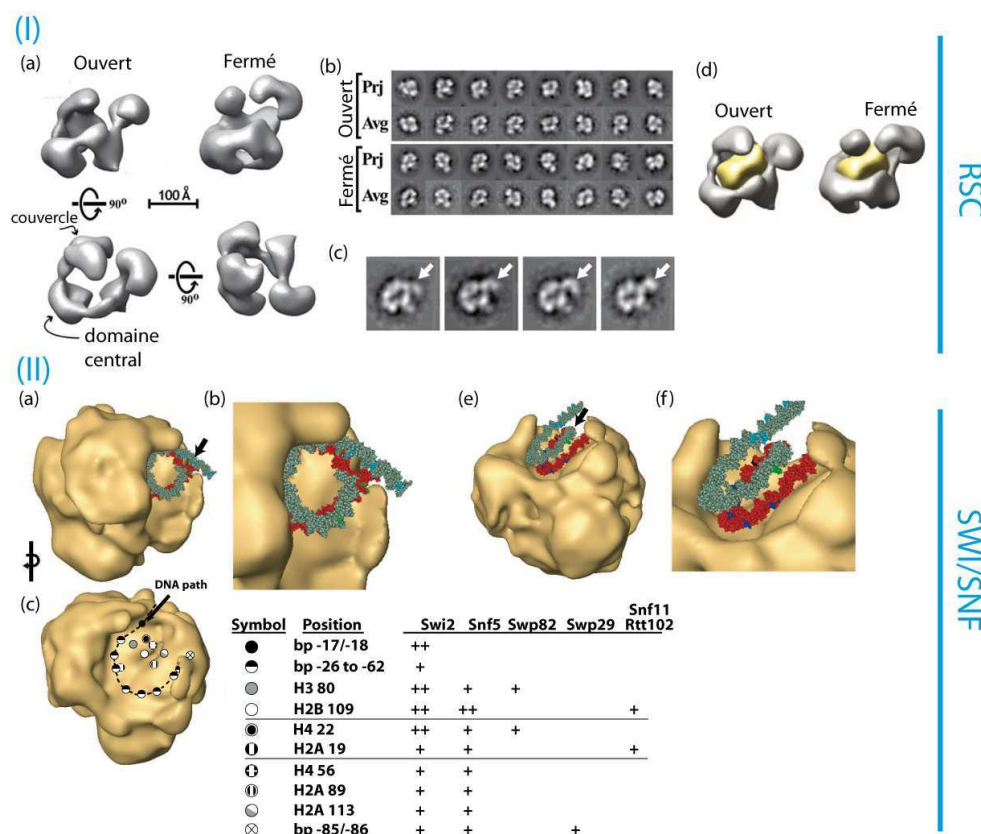 (I)
(a)
Ouvert
Fermé
90°
100 Å
couvercle
90°
domaine
central
(b)
Ouvert
Prj
Avg
Fermé
Prj
Avg
(c)
(d)
Ouvert
Fermé
RSC
(II)
(a)
(b)
(e)
(f)
(c)
DNA path
SWI/SNF
Snf11
Symbol Position Swi2 Snf5 Swp82 Swp29 Rtt102
bp -17/-18 ++
bp -26 to -62 +
H3 80 ++ + +
H2B 109 ++ ++ +
H4 22 ++ + +
H2A 19 + + +
H4 56 + +
H2A 89 + +
H2A 113 + +
bp -85/-86 + + +